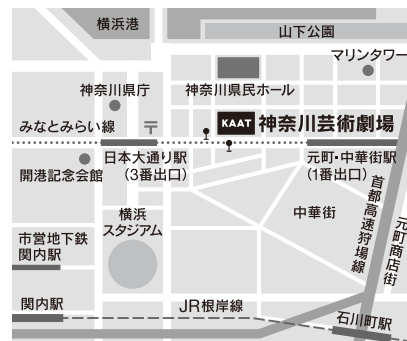 横浜港
山下公園
マリンタワー
神奈川県庁
神奈川県民ホール
みなとみらい線
〒
KAAT 神奈川芸術劇場
日本大通り駅
(3番出口)
元町・中華街駅
(1番出口)
開港記念会館
首都高速狩場線
元町商店街
横浜
スタジアム
中華街
市営地下鉄
関内駅
関内駅
JR根岸線
石川町駅